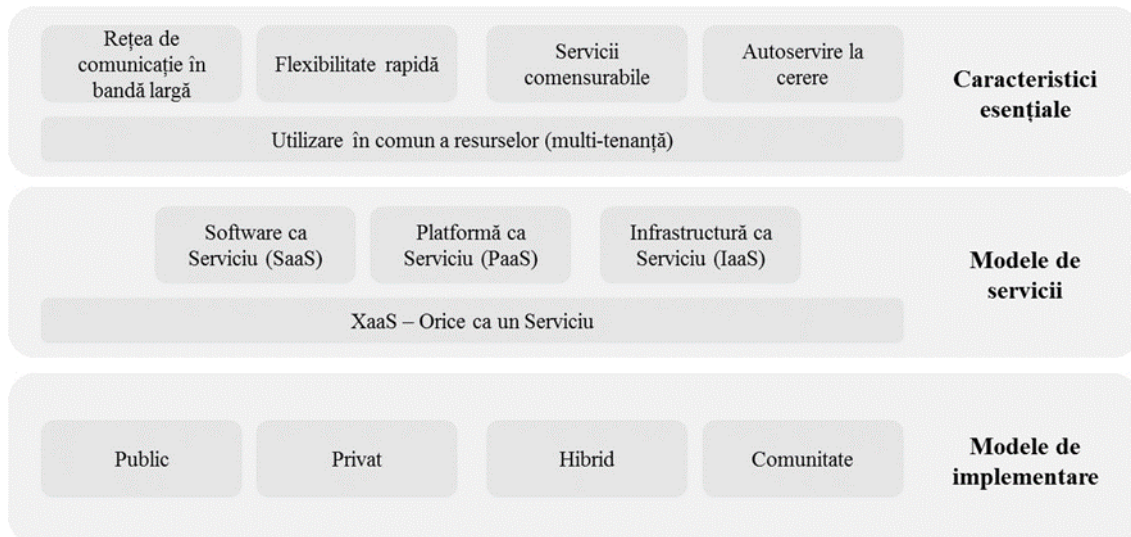 Rețea de
comunicație în
bandă largă
Flexibilitate rapidă
Servicii
comensurabile
Autoservire la
cerere
Utilizare în comun a resurselor (multi-tenanță)
Caracteristici
esențiale
Software ca
Serviciu (SaaS)
Platformă ca
Serviciu (PaaS)
Infrastructură ca
Serviciu (IaaS)
XaaS – Orice ca un Serviciu
Modele de
servicii
Public
Privat
Hibrid
Comunitate
Modele de
implementare